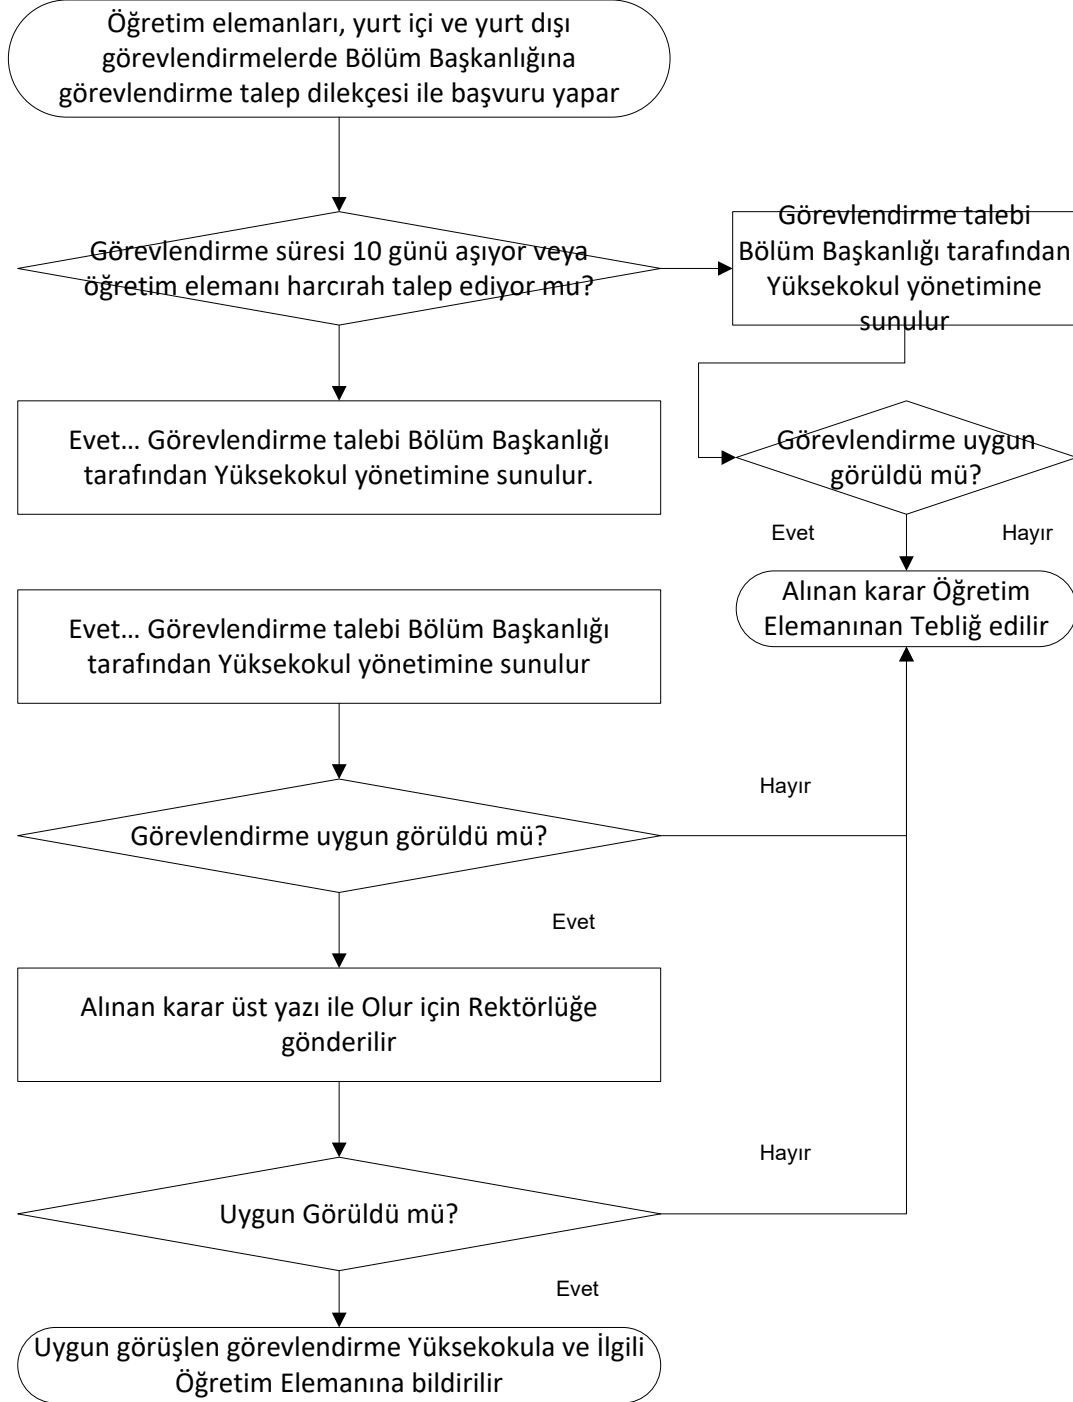 Öğretim elemanları, yurt içi ve yurt dışı
görevlendirmelerde Bölüm Başkanlığına
görevlendirme talep dilekçesi ile başvuru yapar
Görevlendirme süresi 10 günü aşıyor veya
öğretim elemanı harcırah talep ediyor mu?
Görevlendirme talebi
Bölüm Başkanlığı tarafından
Yüksekokul yönetimine
sunulur
Evet... Görevlendirme talebi Bölüm Başkanlığı
tarafından Yüksekokul yönetimine sunulur.
Görevlendirme uygun
görüldü mü?
Evet
Hayır
Alınan karar Öğretim
Elemanınan Tebliğ edilir
Evet... Görevlendirme talebi Bölüm Başkanlığı
tarafından Yüksekokul yönetimine sunulur
Hayır
Görevlendirme uygun görüldü mü?
Evet
Alınan karar üst yazı ile Olur için Rektörlüğe
gönderilir
Hayır
Uygun Görüldü mü?
Evet
Uygun görüşlen görevlendirme Yüksekokula ve İlgili
Öğretim Elemanına bildirilir